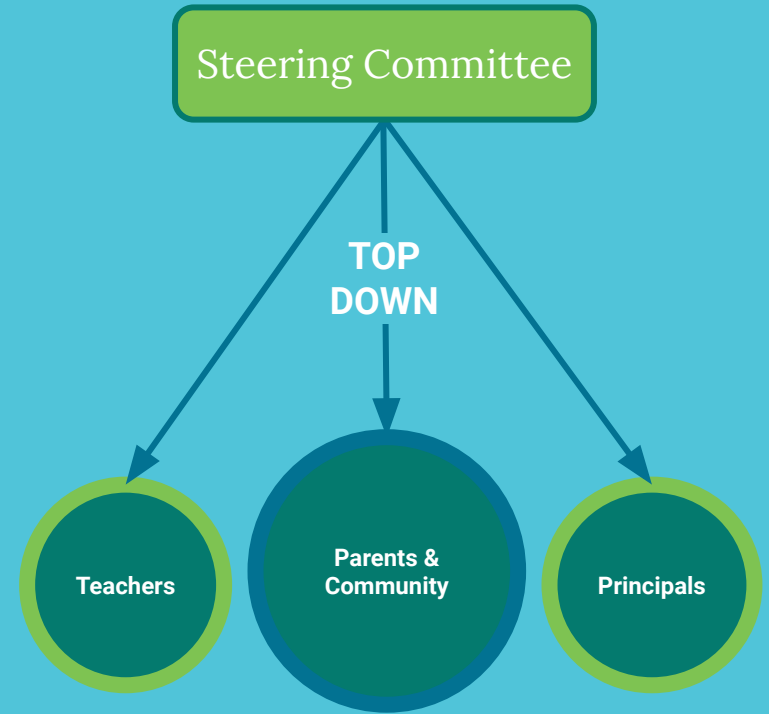 Steering Committee
TOP
DOWN
Teachers
Parents &
Community
Principals